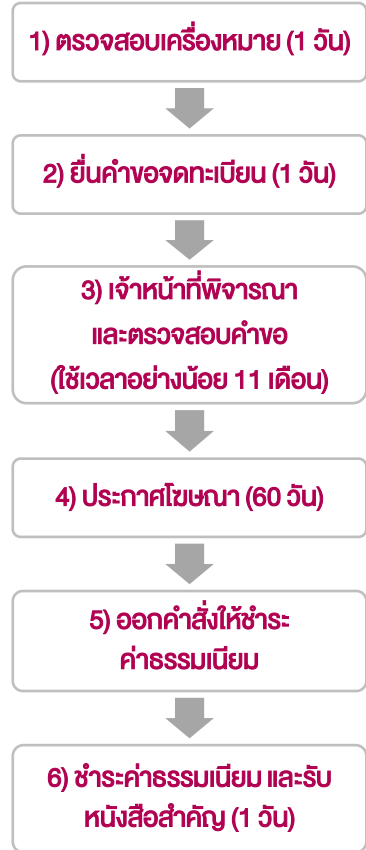 1) ตรวจสอบเครื่องหมาย (1 วัน)
2) ยื่นคำขอจดทะเบียน (1 วัน)
3) เจ้าหน้าที่พิจารณา
และตรวจสอบคำขอ
(ใช้เวลาอย่างน้อย 11 เดือน)
4) ประกาศโฆษณา (60 วัน)
5) ออกคำสั่งให้ชำระ
ค่าธรรมเนียม
6) ชำระค่าธรรมเนียม และรับ
หนังสือสำคัญ (1 วัน)